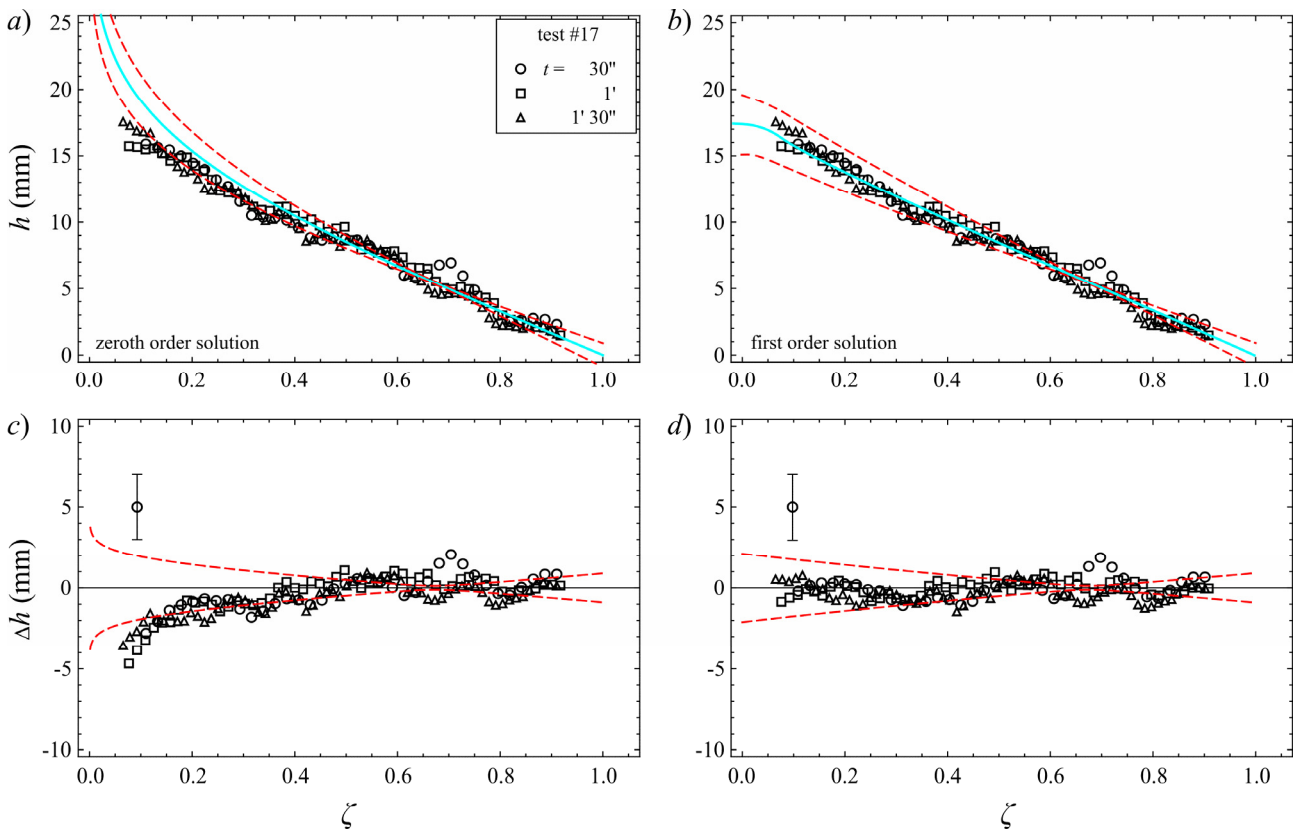 a)
25
20
15
10
5
0
h (mm)
test #17
t = 30"
1'
1' 30"
zeroth order solution
0.0 0.2 0.4 0.6 0.8 1.0
b)
25
20
15
10
5
0
first order solution
0.0 0.2 0.4 0.6 0.8 1.0
c)
10
5
0
-5
-10
Δh (mm)
0.0 0.2 0.4 0.6 0.8 1.0
ζ
d)
10
5
0
-5
-10
0.0 0.2 0.4 0.6 0.8 1.0
ζ